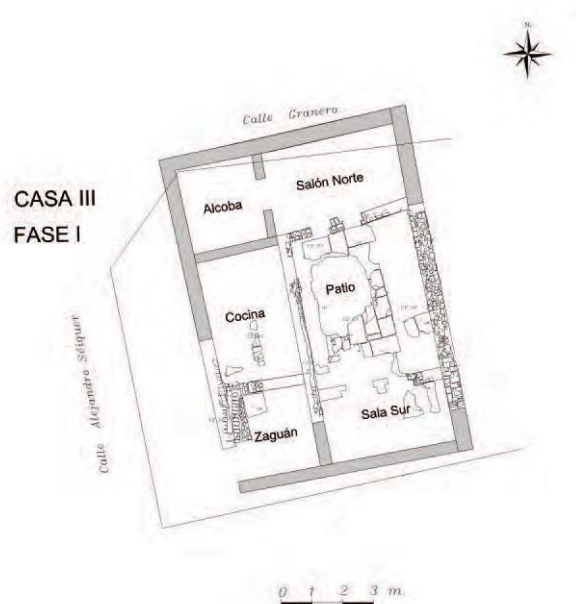 N.
Calle Granero
CASA III
FASE I
Salón Norte
Alcoba
Patio
Cocina
Calle Alejandro Séiquer
Sala Sur
Zaguán
0 1 2 3 m.